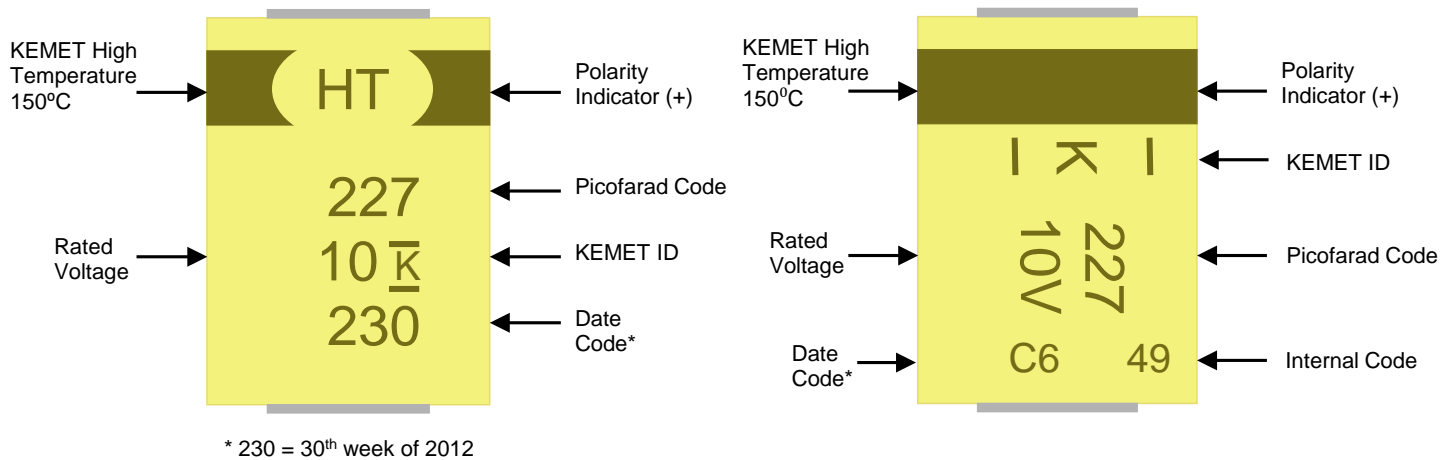 KEMET High
Temperature
150ºC
HT
Polarity
Indicator (+)
227
Picofarad Code
Rated
Voltage
10 K
KEMET ID
230
Date
Code*
* 230 = 30th week of 2012
KEMET High
Temperature
150⁰C
Polarity
Indicator (+)
K
KEMET ID
Rated
Voltage
227
10V
Picofarad Code
Date
Code*
C6
49
Internal Code